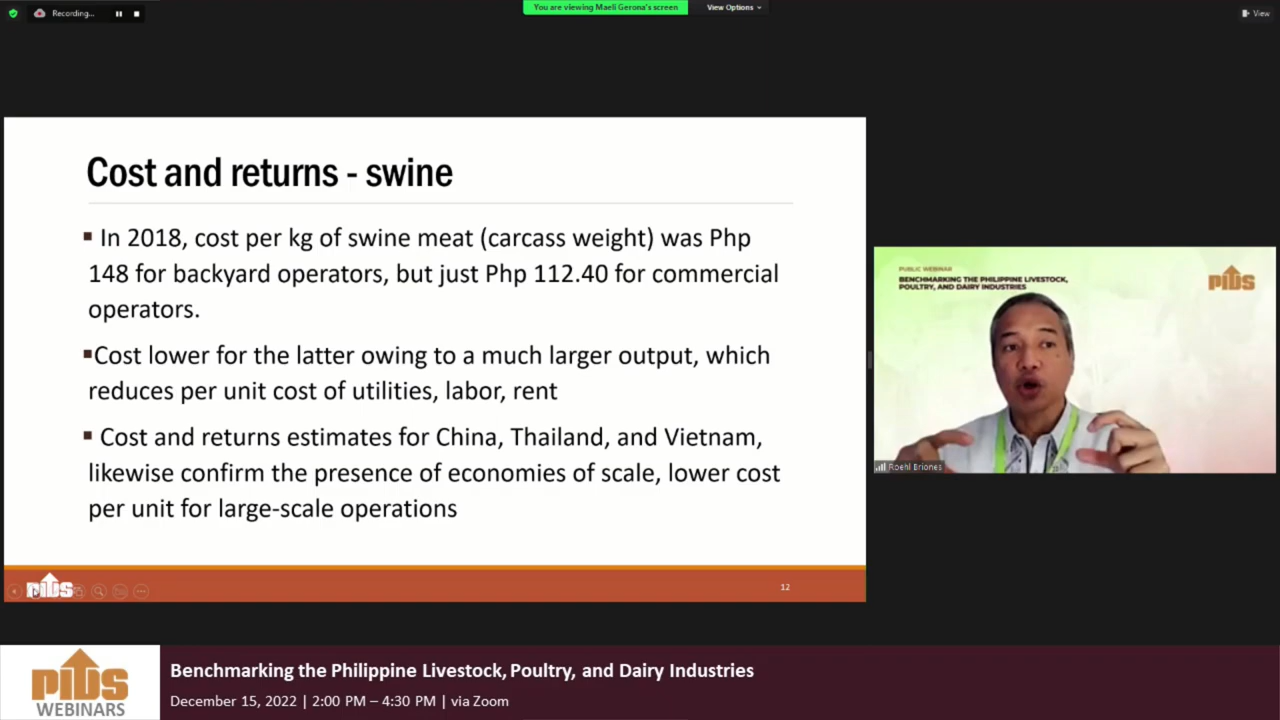 Recording...
You are viewing Maeli Gerona's screen
View Options
View
Cost and returns - swine
▪ In 2018, cost per kg of swine meat (carcass weight) was Php
148 for backyard operators, but just Php 112.40 for commercial
operators.
▪Cost lower for the latter owing to a much larger output, which
reduces per unit cost of utilities, labor, rent
▪ Cost and returns estimates for China, Thailand, and Vietnam,
likewise confirm the presence of economies of scale, lower cost
per unit for large-scale operations
PIDS
12
PUBLIC WEBINAR
BENCHMARKING THE PHILIPPINE LIVESTOCK,
POULTRY, AND DAIRY INDUSTRIES
PIDS
Roehl Briones
PIDS
WEBINARS
Benchmarking the Philippine Livestock, Poultry, and Dairy Industries
December 15, 2022 | 2:00 PM – 4:30 PM | via Zoom